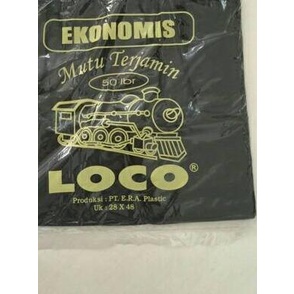 EKONOMIS
Mutu Terjamin
50 lbr
LOCO®
Produksi : PT. E.R.A. Plastic
Uk : 28 X 48